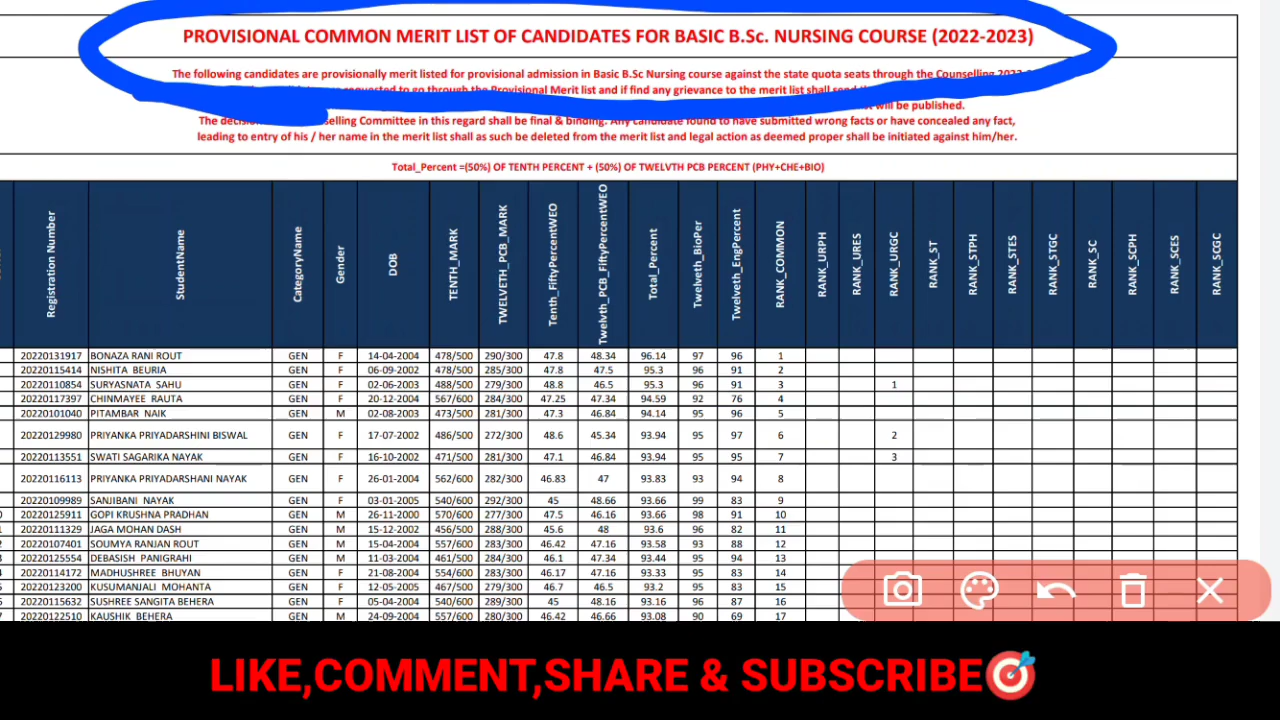 PROVISIONAL COMMON MERIT LIST OF CANDIDATES FOR BASIC B.Sc. NURSING COURSE (2022-2023)
The following candidates are provisionally merit listed for provisional admission in Basic B.Sc Nursing course against the state quota seats through the Counselling
to go through the Provisional Merit list and if find any grievance to the merit list shall
will be published.
The selling Committee in this regard shall be final & binding. Any candidate found to have submitted wrong facts or have concealed any fact,
leading to entry of his / her name in the merit list shall as such be deleted from the merit list and legal action as deemed proper shall be initiated against him/her.
Total_Percent =(50%) OF TENTH PERCENT + (50%) OF TWELVTH PCB PERCENT (PHY+CHE+BIO)
Registration Number StudentName CategoryName Gender DOB TENTH_MARK TWELVETH_PCB_MARK Tenth_FiftyPercentWEO Twelvth_PCB_FiftyPercentWEO Total_Percent Twelveth_BioPer Twelveth_EngPercent RANK_COMMON RANK_URPH RANK_URES RANK_URGC RANK_ST RANK_STPH RANK_STES RANK_STGC RANK_SC RANK_SCPH RANK_SCES RANK_SCGC
20220131917 BONAZA RANI ROUT GEN F 14-04-2004 478/500 290/300 47.8 48.34 96.14 97 96 1
20220115414 NISHITA BEURIA GEN F 06-09-2002 478/500 285/300 47.8 47.5 95.3 96 91 2
20220110854 SURYASNATA SAHU GEN F 02-06-2003 488/500 279/300 48.8 46.5 95.3 96 91 3 1
20220117397 CHINMAYEE RAUTA GEN F 20-12-2004 567/600 284/300 47.25 47.34 94.59 92 76 4
20220101040 PITAMBAR NAIK GEN M 02-08-2003 473/500 281/300 47.3 46.84 94.14 95 96 5
20220129980 PRIYANKA PRIYADARSHINI BISWAL GEN F 17-07-2002 486/500 272/300 48.6 45.34 93.94 95 97 6 2
20220113551 SWATI SAGARIKA NAYAK GEN F 16-10-2002 471/500 281/300 47.1 46.84 93.94 95 95 7 3
20220116113 PRIYANKA PRIYADARSHANI NAYAK GEN F 26-01-2004 562/600 282/300 46.83 47 93.83 93 94 8
20220109989 SANJIBANI NAYAK GEN F 03-01-2005 540/600 292/300 45 48.66 93.66 99 83 9
20220125911 GOPI KRUSHNA PRADHAN GEN M 26-11-2000 570/600 277/300 47.5 46.16 93.66 98 91 10
20220111329 JAGA MOHAN DASH GEN M 15-12-2002 456/500 288/300 45.6 48 93.6 96 82 11
20220107401 SOUMYA RANJAN ROUT GEN M 15-04-2004 557/600 283/300 46.42 47.16 93.58 93 88 12
20220125554 DEBASISH PANIGRAHI GEN M 11-03-2004 461/500 284/300 46.1 47.34 93.44 95 94 13
20220114172 MADHUSHREE BHUYAN GEN F 21-08-2004 554/600 283/300 46.17 47.16 93.33 95 83 14
20220123200 KUSUMANJALI MOHANTA GEN F 12-05-2005 467/500 279/300 46.7 46.5 93.2 95 83 15
20220115632 SUSHREE SANGITA BEHERA GEN F 05-04-2004 540/600 289/300 45 48.16 93.16 96 87 16
20220122510 KAUSHIK BEHERA GEN M 24-09-2004 557/600 280/300 46.42 46.66 93.08 90 69 17
LIKE,COMMENT,SHARE & SUBSCRIBE